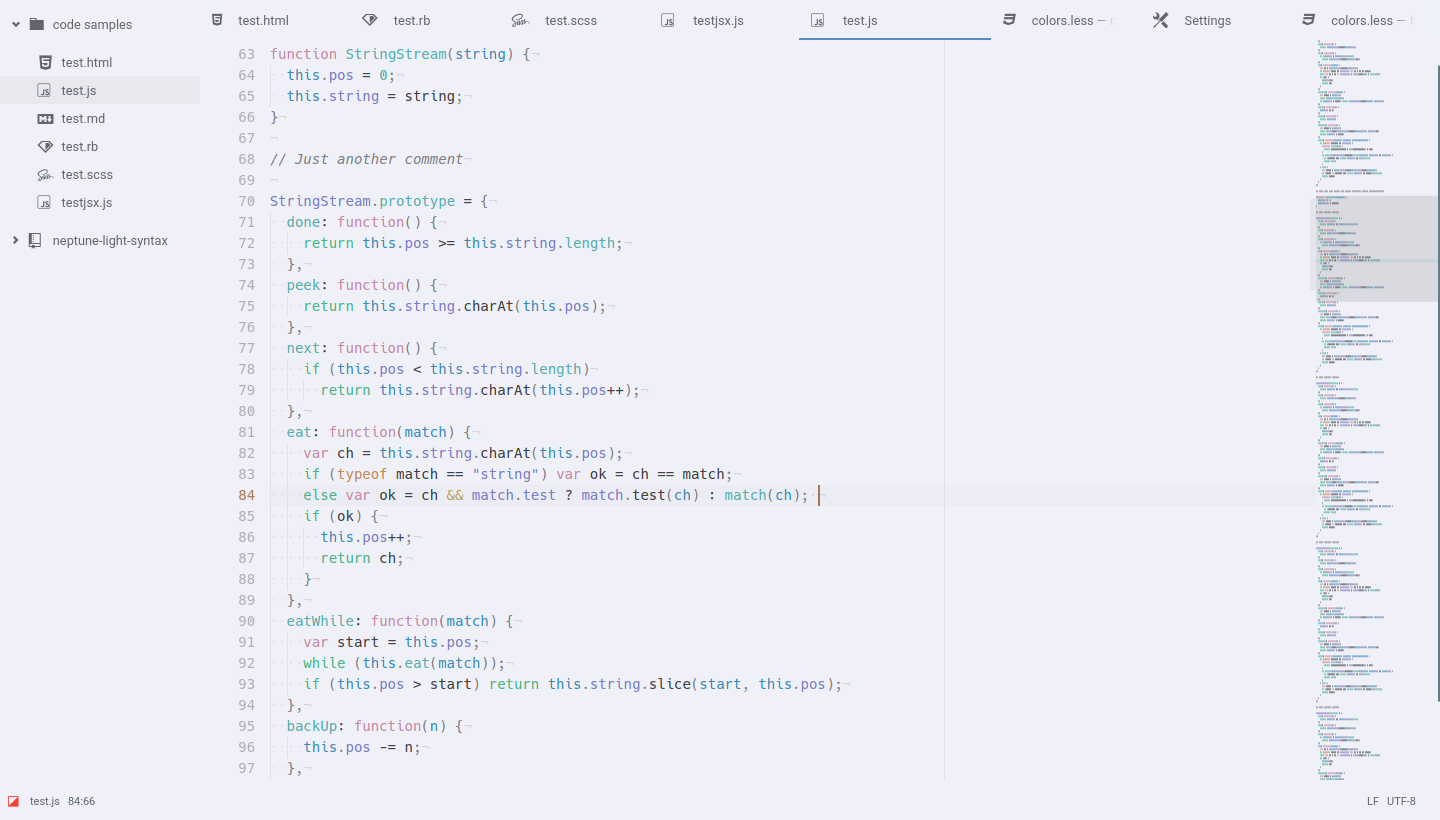 code samples
test.html
test.js
test.md
test.rb
test.scss
testjsx.js
neptune-light-syntax
test.html test.rb test.scss testjsx.js test.js colors.less — Settings colors.less —
63 function StringStream(string) {¬
64 ··this.pos = 0;¬
65 ··this.string = string;¬
66 }¬
67 ¬
68 // Just another comment¬
69 ¬
70 StringStream.prototype = {¬
71 ··done: function() {¬
72 ····return this.pos >= this.string.length;¬
73 ··},¬
74 ··peek: function() {¬
75 ····return this.string.charAt(this.pos);¬
76 ··},¬
77 ··next: function() {¬
78 ····if (this.pos < this.string.length)¬
79 ······return this.string.charAt(this.pos++);¬
80 ··},¬
81 ··eat: function(match) {¬
82 ····var ch = this.string.charAt(this.pos);¬
83 ····if (typeof match == "string") var ok = ch == match;¬
84 ····else var ok = ch && match.test ? match.test(ch) : match(ch);·¬
85 ····if (ok) {¬
86 ······this.pos++;¬
87 ······return ch;¬
88 ····}¬
89 ··},¬
90 ··eatWhile: function(match) {¬
91 ····var start = this.pos;¬
92 ····while (this.eat(match));¬
93 ····if (this.pos > start) return this.string.slice(start, this.pos);¬
94 ··},¬
95 ··backUp: function(n) {¬
96 ····this.pos -= n;¬
97 ··},¬
test.js 84:66 LF UTF-8